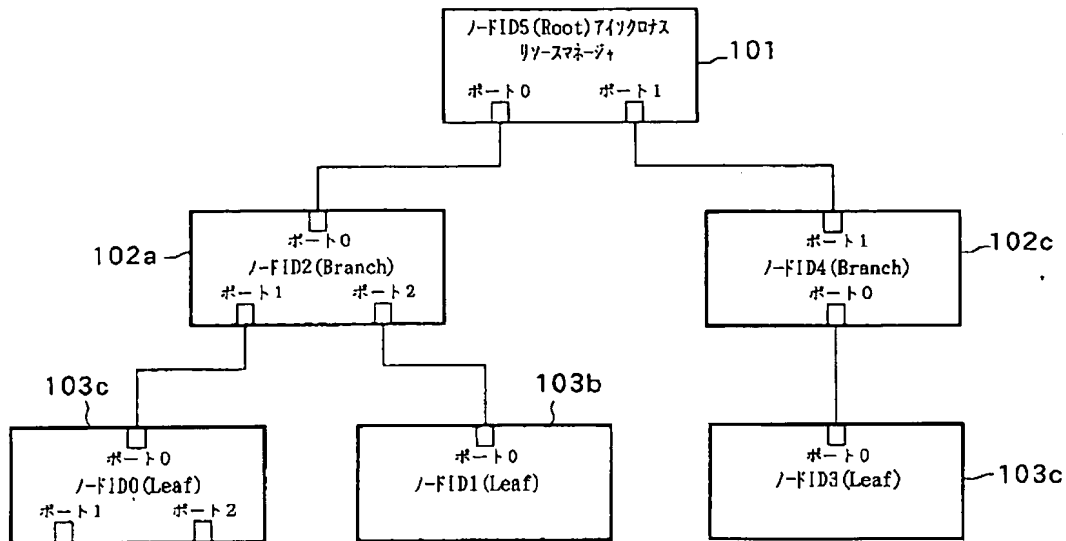 ノードID5(Root)アイソクロナス
リソースマネージャ
101
ポート0 ポート1
102a
ポート0
ノードID2(Branch)
ポート1 ポート2
ポート1
ノードID4(Branch)
ポート0
102c
103c
103b
ポート0
ノードID0(Leaf)
ポート1 ポート2
ポート0
ノードID1(Leaf)
ポート0
ノードID3(Leaf)
103c